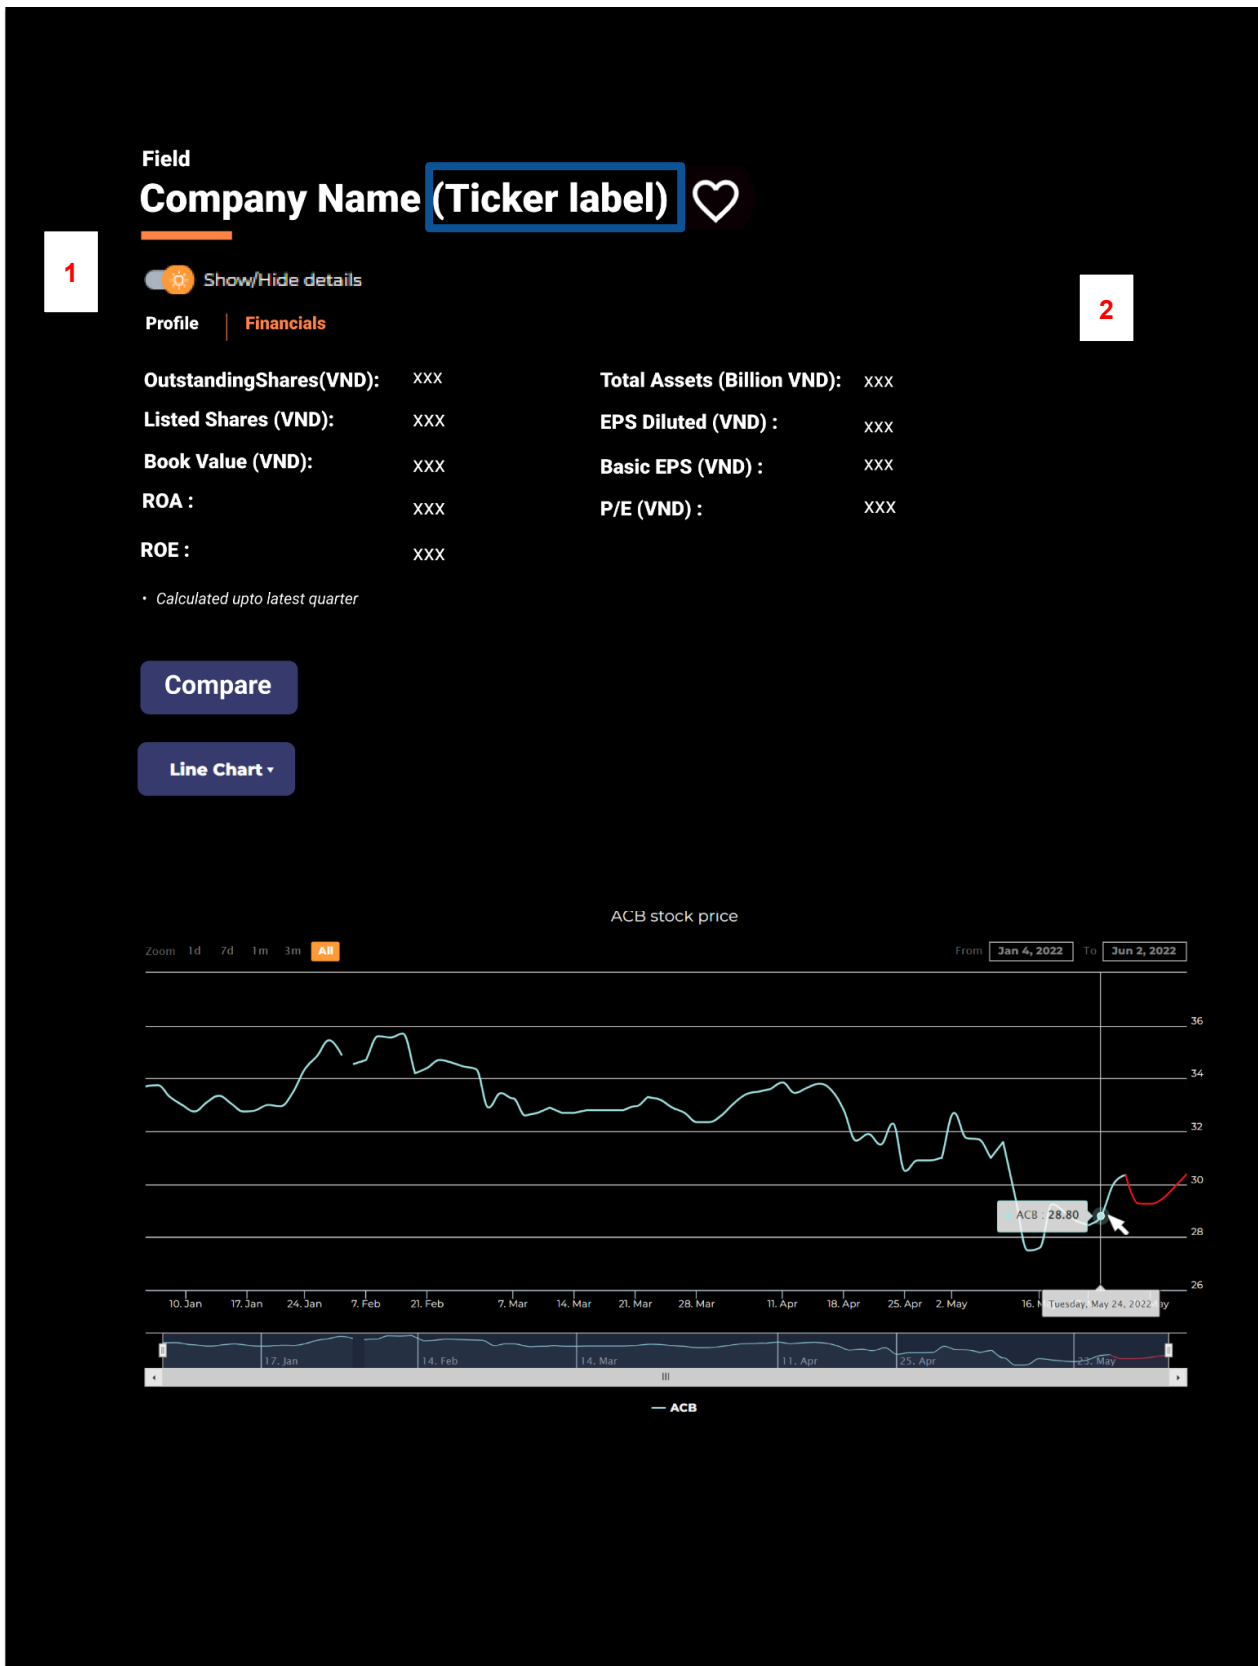 Field
Company Name (Ticker label)
1
Show/Hide details
2
Profile | Financials
OutstandingShares(VND): xxx Total Assets (Billion VND): xxx
Listed Shares (VND): xxx EPS Diluted (VND) : xxx
Book Value (VND): xxx Basic EPS (VND) : xxx
ROA : xxx P/E (VND) : xxx
ROE : xxx
• Calculated upto latest quarter
Compare
Line Chart ▾
ACB stock price
Zoom 1d 7d 1m 3m All From Jan 4, 2022 To Jun 2, 2022
36
34
32
30
ACB : 28.80
28
26
10. Jan 17. Jan 24. Jan 7. Feb 21. Feb 7. Mar 14. Mar 21. Mar 28. Mar 11. Apr 18. Apr 25. Apr 2. May 16. Tuesday, May 24, 2022
17. Jan 14. Feb 14. Mar 11. Apr 25. Apr 23. May
ACB